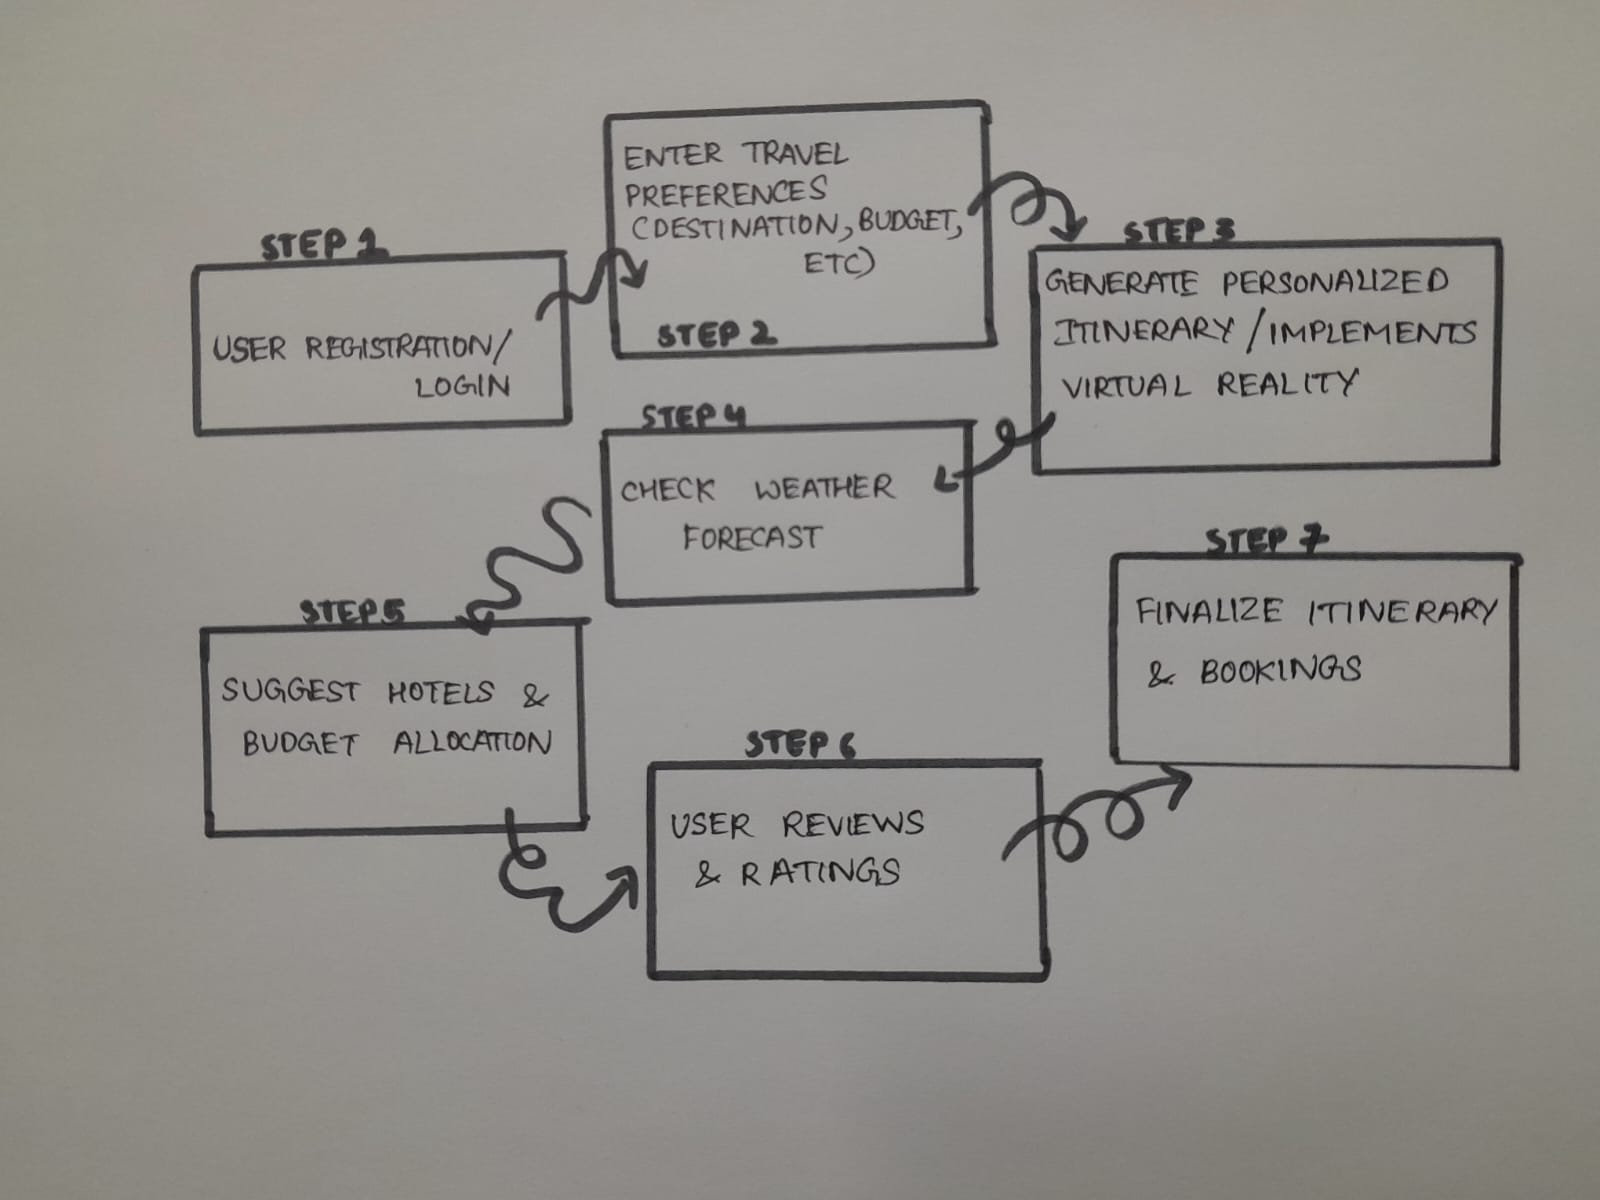 STEP 1
USER REGISTRATION/
LOGIN
ENTER TRAVEL
PREFERENCES
(DESTINATION, BUDGET,
ETC)
STEP 2
STEP 3
GENERATE PERSONALIZED
ITINERARY / IMPLEMENTS
VIRTUAL REALITY
STEP 4
CHECK WEATHER
FORECAST
STEP 5
SUGGEST HOTELS &
BUDGET ALLOCATION
STEP 6
USER REVIEWS
& RATINGS
STEP 7
FINALIZE ITINERARY
& BOOKINGS